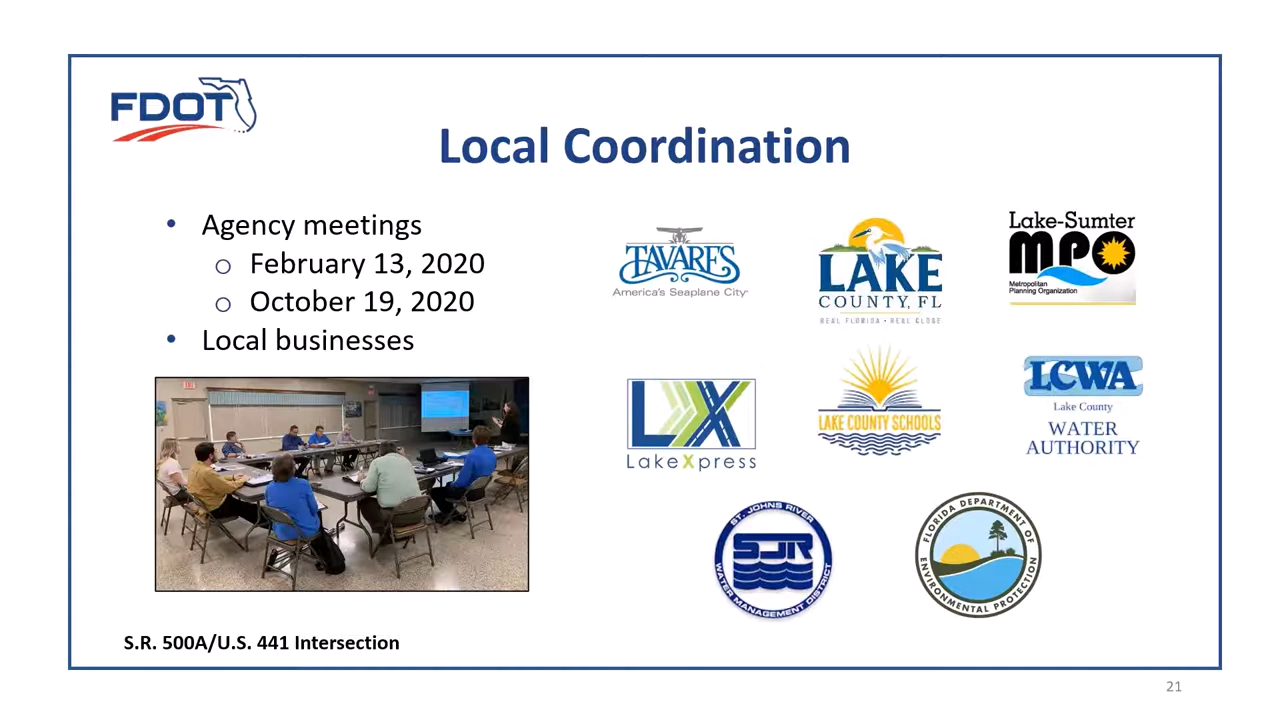 FDOT
Local Coordination
• Agency meetings
o February 13, 2020
o October 19, 2020
• Local businesses
TAVARES
America's Seaplane City
LAKE
COUNTY, FL
REAL FLORIDA • REAL CLOSE
Lake-Sumter
MPO
Metropolitan
Planning Organization
LX
LakeXpress
LAKE COUNTY SCHOOLS
LCWA
Lake County
WATER
AUTHORITY
ST. JOHNS RIVER
SJR
WATER MANAGEMENT DISTRICT
FLORIDA DEPARTMENT OF
ENVIRONMENTAL PROTECTION
S.R. 500A/U.S. 441 Intersection
21